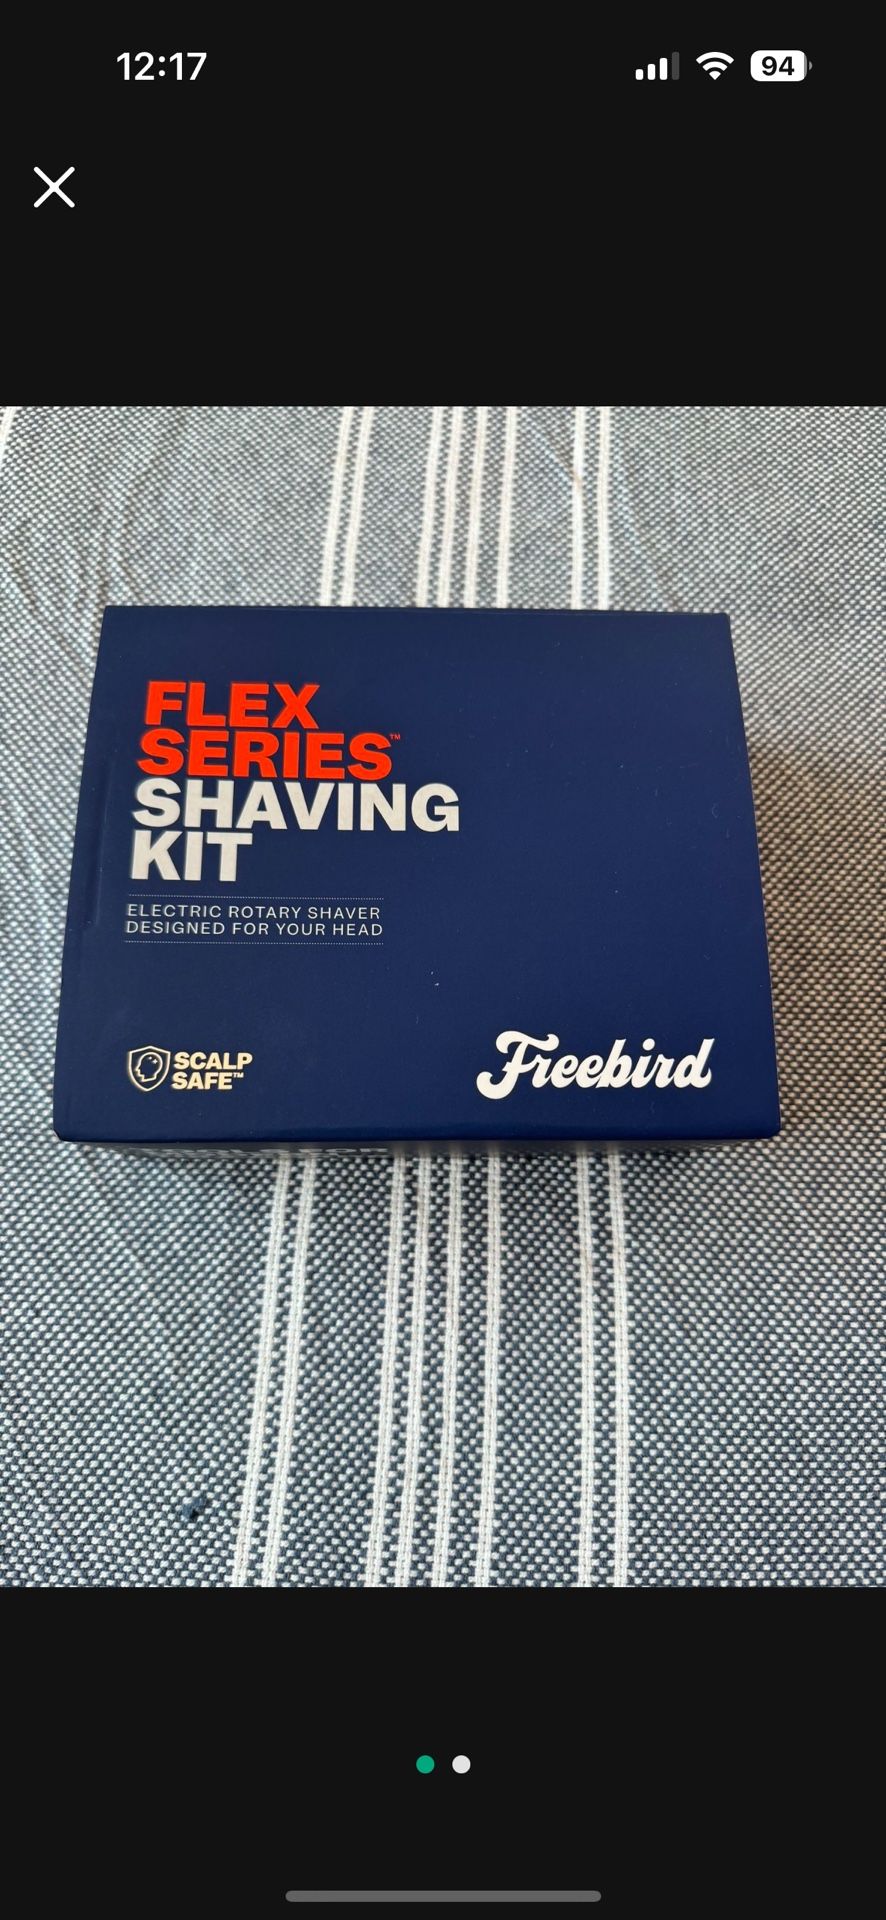 12:17
94
FLEX
SERIES™
SHAVING
KIT
ELECTRIC ROTARY SHAVER
DESIGNED FOR YOUR HEAD
SCALP
SAFE™
Freebird